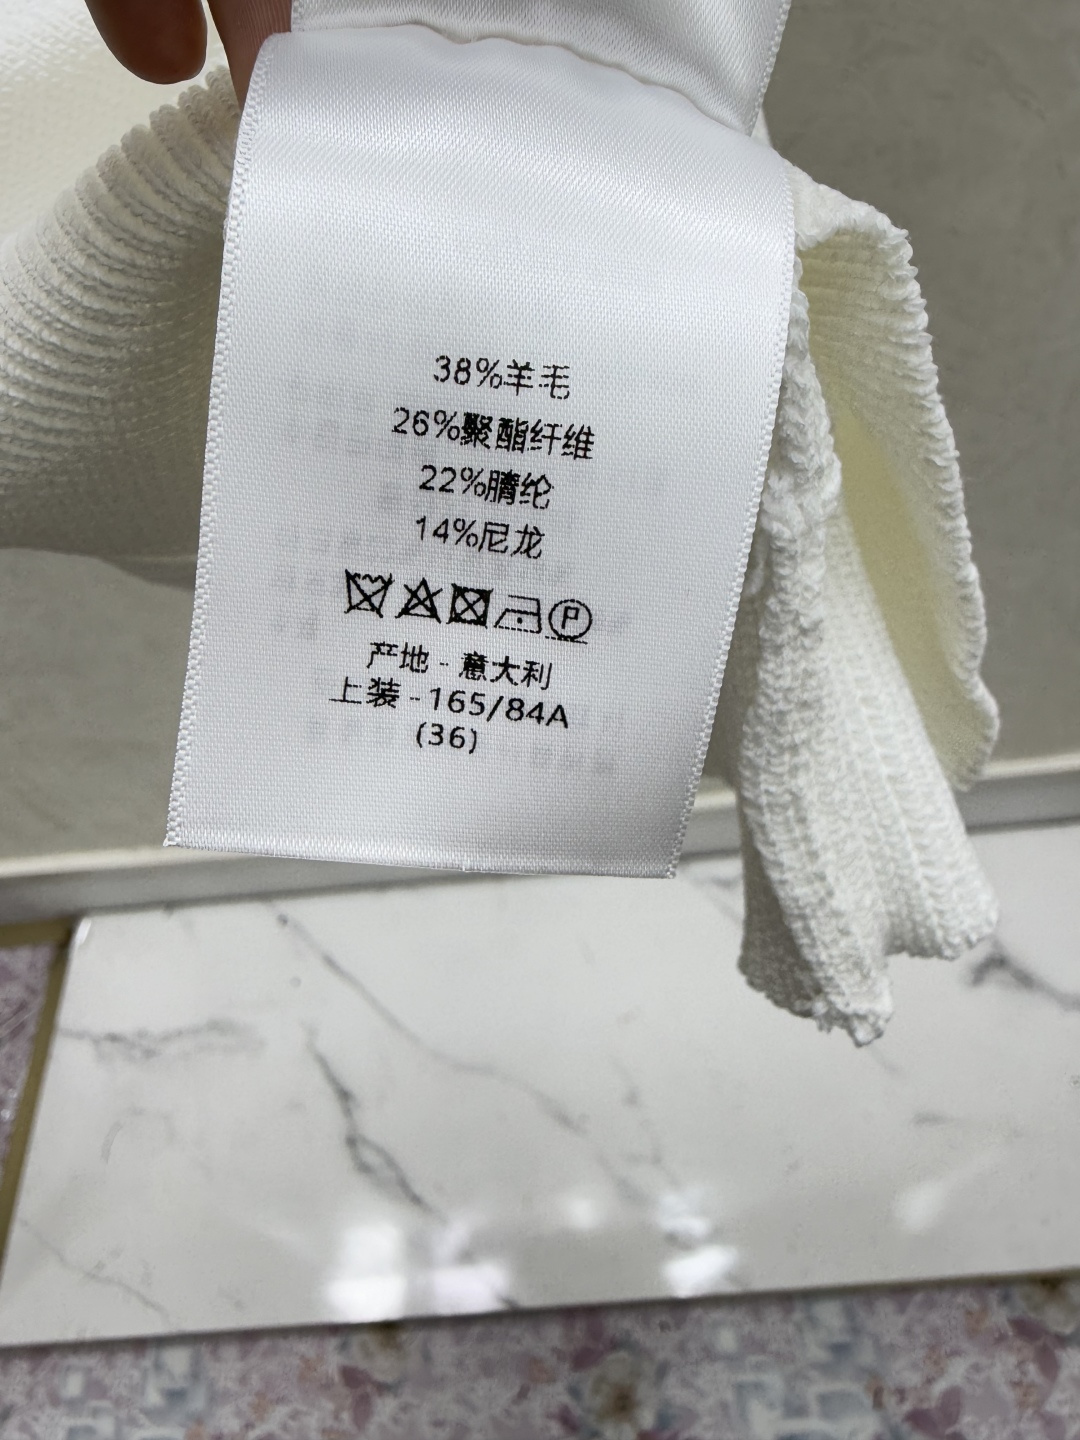 38%羊毛
26%聚酯纤维
22%腈纶
14%尼龙
P
产地 - 意大利
上装 - 165/84A
(36)